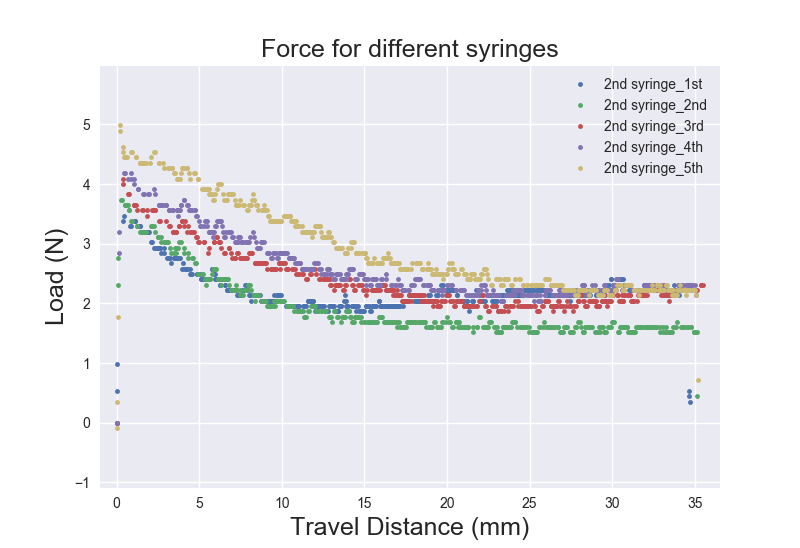 Force for different syringes
2nd syringe_1st
2nd syringe_2nd
2nd syringe_3rd
2nd syringe_4th
2nd syringe_5th
5
4
3
2
1
0
−1
Load (N)
0 5 10 15 20 25 30 35
Travel Distance (mm)